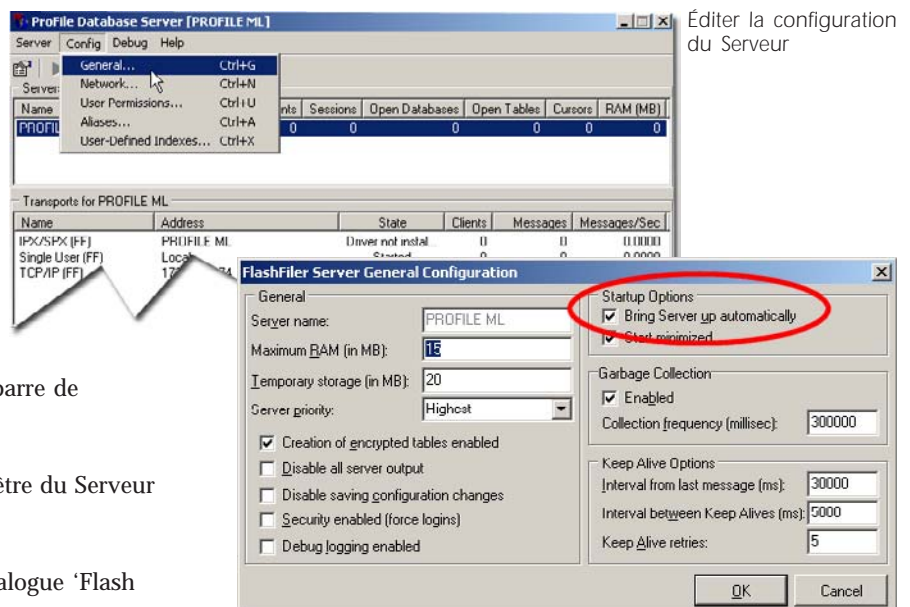 ProFile Database Server [PROFILE ML]
Éditer la configuration
du Serveur
Server Config Debug Help
General... Ctrl+G
Network... Ctrl+N
User Permissions... Ctrl+U
Aliases... Ctrl+A
User-Defined Indexes... Ctrl+X
Server
Name nts Sessions Open Databases Open Tables Cursors RAM (MB)
PROFIL 0 0 0 0 0 0
Transports for PROFILE ML
Name Address State Clients Messages Messages/Sec
IPX/SPX (FF) PROFILE ML Driver not instal... 0 0 0.0000
Single User (FF) Local Started 0 0 0.0000
TCP/IP (FF)
FlashFiler Server General Configuration
General
Server name: PROFILE ML
Maximum RAM (in MB): 15
Temporary storage (in MB): 20
Server priority: Highest
Creation of encrypted tables enabled
Disable all server output
Disable saving configuration changes
Security enabled (force logins)
Debug logging enabled
Startup Options
Bring Server up automatically
Start minimized
Garbage Collection
Enabled
Collection frequency (millisec): 300000
Keep Alive Options
Interval from last message (ms): 30000
Interval between Keep Alives (ms): 5000
Keep Alive retries: 5
OK Cancel
barre de
être du Serveur
alogue ‘Flash